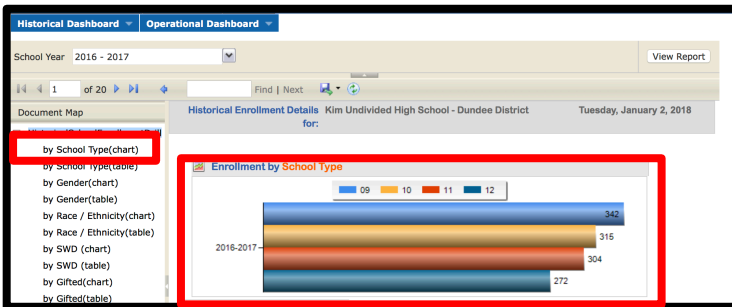 Historical Dashboard Operational Dashboard
School Year 2016 - 2017 View Report
1 of 20 Find | Next
Document Map
Historical Enrollment Details for: Kim Undivided High School - Dundee District Tuesday, January 2, 2018
by School Type(chart)
by School Type(table)
by Gender(chart)
by Gender(table)
by Race / Ethnicity(chart)
by Race / Ethnicity(table)
by SWD (chart)
by SWD (table)
by Gifted(chart)
by Gifted(table)
Enrollment by School Type
09 10 11 12
342
315
2016-2017
304
272